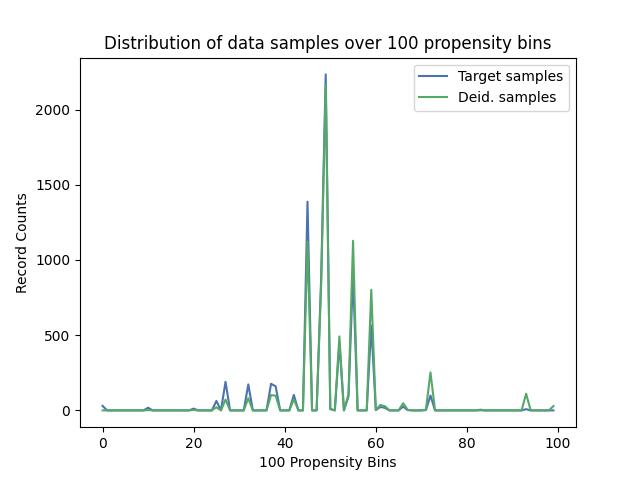 Distribution of data samples over 100 propensity bins
Target samples
Deid. samples
Record Counts
2000
1500
1000
500
0
0 20 40 60 80 100
100 Propensity Bins